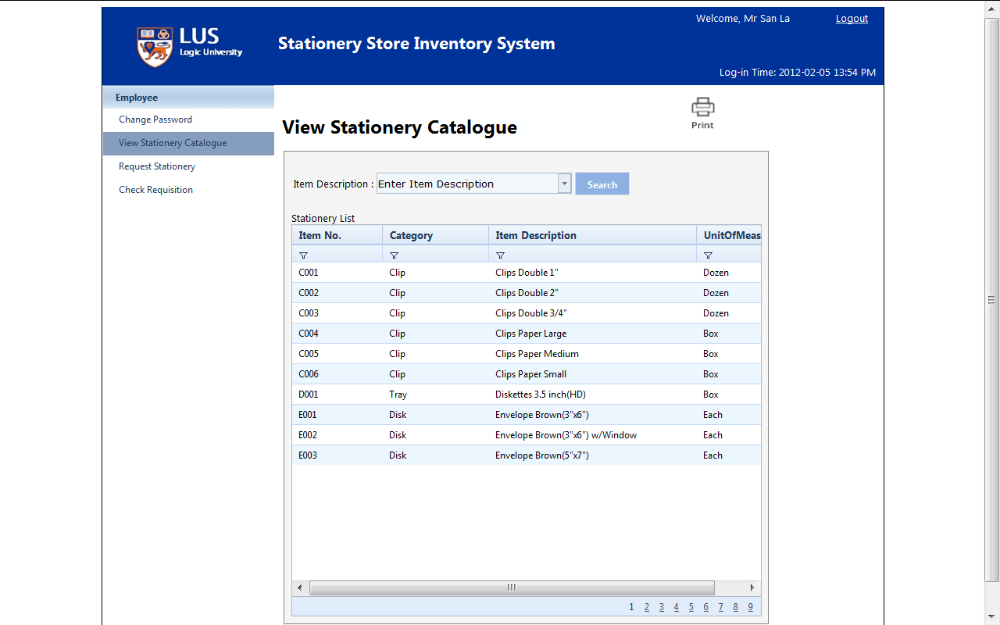 Welcome, Mr San La Logout
LUS
Logic University
Stationery Store Inventory System
Log-in Time: 2012-02-05 13:54 PM
Employee
Change Password
View Stationery Catalogue
Request Stationery
Check Requisition
Print
View Stationery Catalogue
Item Description : Enter Item Description Search
Stationery List
Item No. Category Item Description UnitOfMeas
C001 Clip Clips Double 1" Dozen
C002 Clip Clips Double 2" Dozen
C003 Clip Clips Double 3/4" Dozen
C004 Clip Clips Paper Large Box
C005 Clip Clips Paper Medium Box
C006 Clip Clips Paper Small Box
D001 Tray Diskettes 3.5 inch(HD) Box
E001 Disk Envelope Brown(3"x6") Each
E002 Disk Envelope Brown(3"x6") w/Window Each
E003 Disk Envelope Brown(5"x7") Each
1 2 3 4 5 6 7 8 9